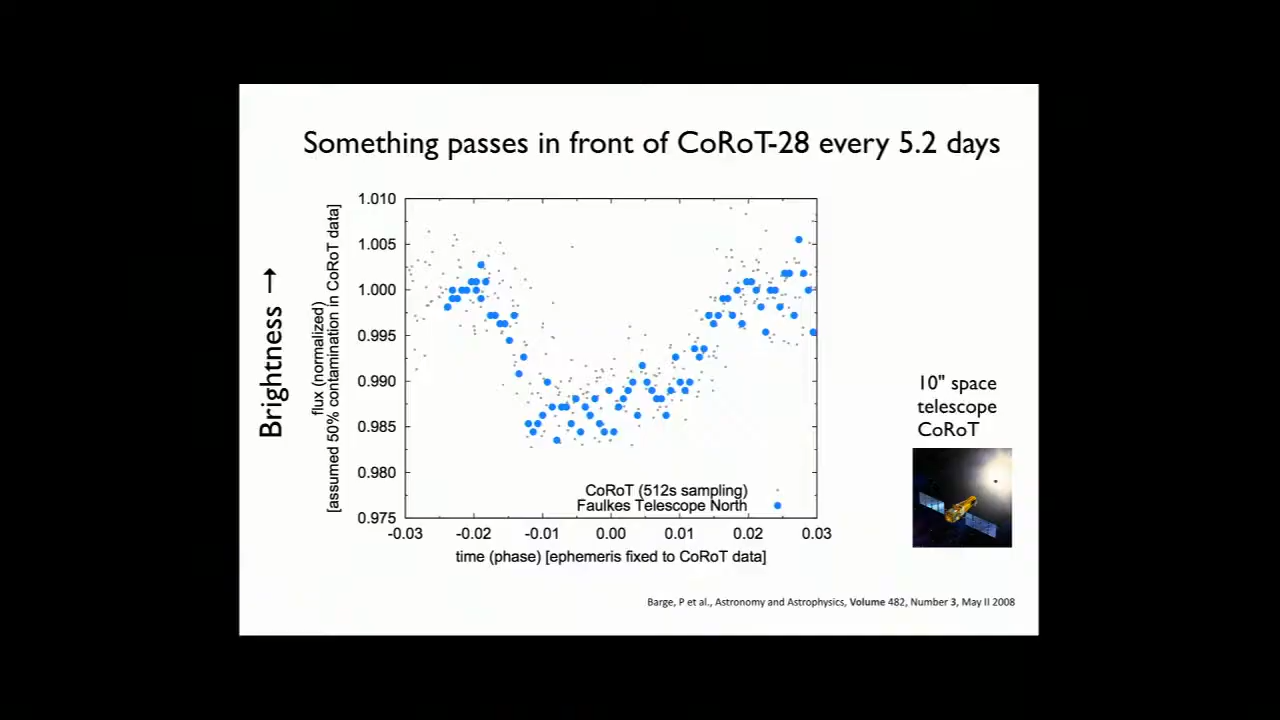 Something passes in front of CoRoT-28 every 5.2 days
Brightness →
flux (normalized)
[assumed 50% contamination in CoRoT data]
1.010
1.005
1.000
0.995
0.990
0.985
0.980
0.975
CoRoT (512s sampling)
Faulkes Telescope North
-0.03 -0.02 -0.01 0.00 0.01 0.02 0.03
time (phase) [ephemeris fixed to CoRoT data]
10" space
telescope
CoRoT
Barge, P et al., Astronomy and Astrophysics, Volume 482, Number 3, May II 2008